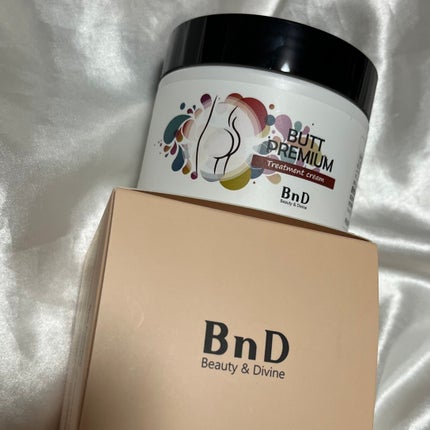 BUTT
PREMIUM
Treatment cream
BnD
Beauty & Divine
BnD
Beauty & Divine